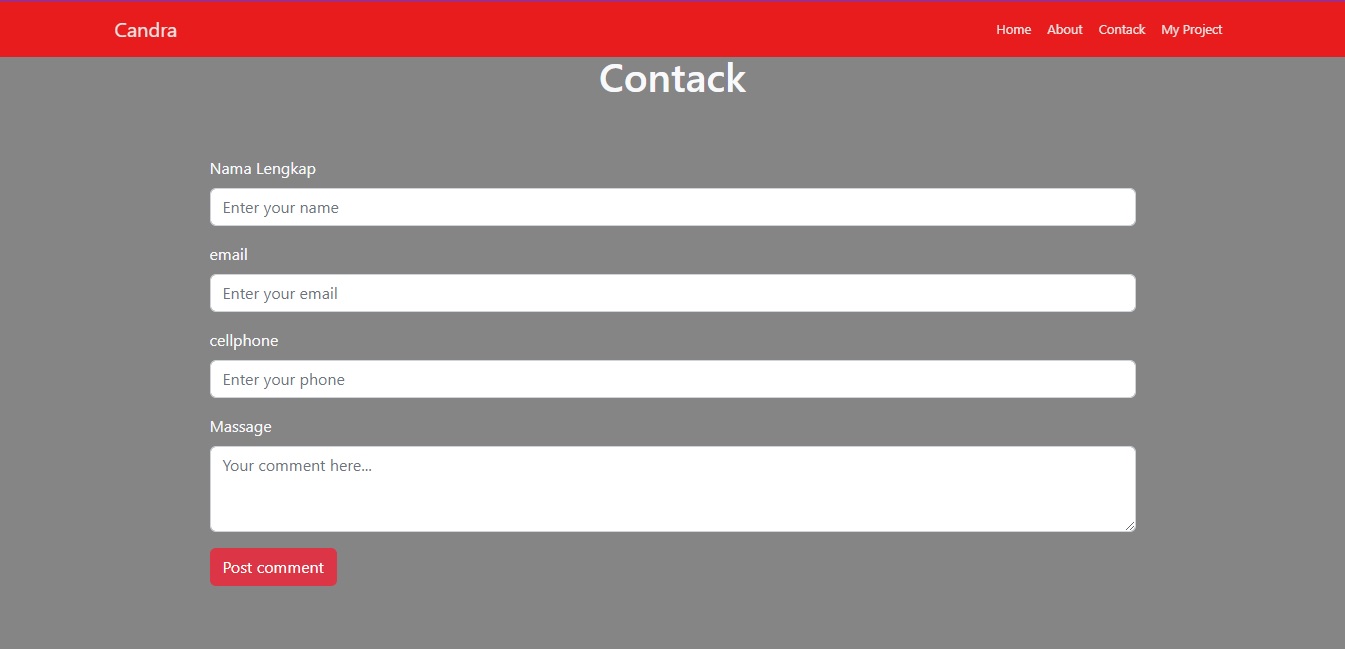 Candra Home About Contack My Project
Contack
Nama Lengkap
Enter your name
email
Enter your email
cellphone
Enter your phone
Massage
Your comment here...
Post comment